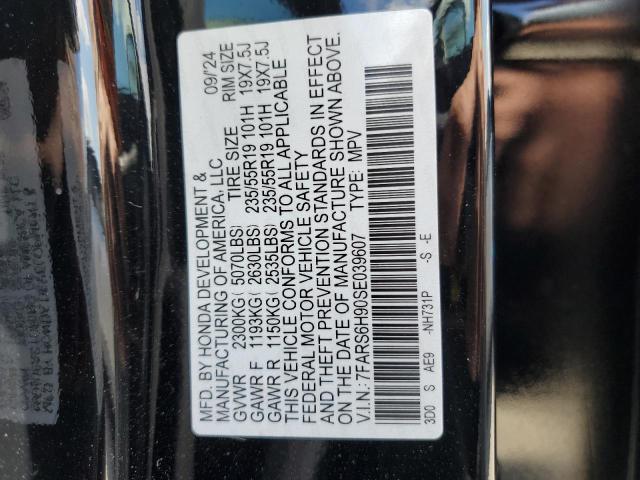 MFD. BY HONDA DEVELOPMENT & 09/'24
MANUFACTURING OF AMERICA, LLC
TIRE SIZE RIM SIZE
GVWR 2300KG( 5070LBS)
GAWR F 1193KG( 2630LBS) 235/55R19 101H 19X7.5J
GAWR R 1150KG( 2535LBS) 235/55R19 101H 19X7.5J
THIS VEHICLE CONFORMS TO ALL APPLICABLE
FEDERAL MOTOR VEHICLE SAFETY
AND THEFT PREVENTION STANDARDS IN EFFECT
ON THE DATE OF MANUFACTURE SHOWN ABOVE.
V.I.N.: 7FARS6H90SE039607 TYPE: MPV
3D0 S AE9 -NH731P -S -E